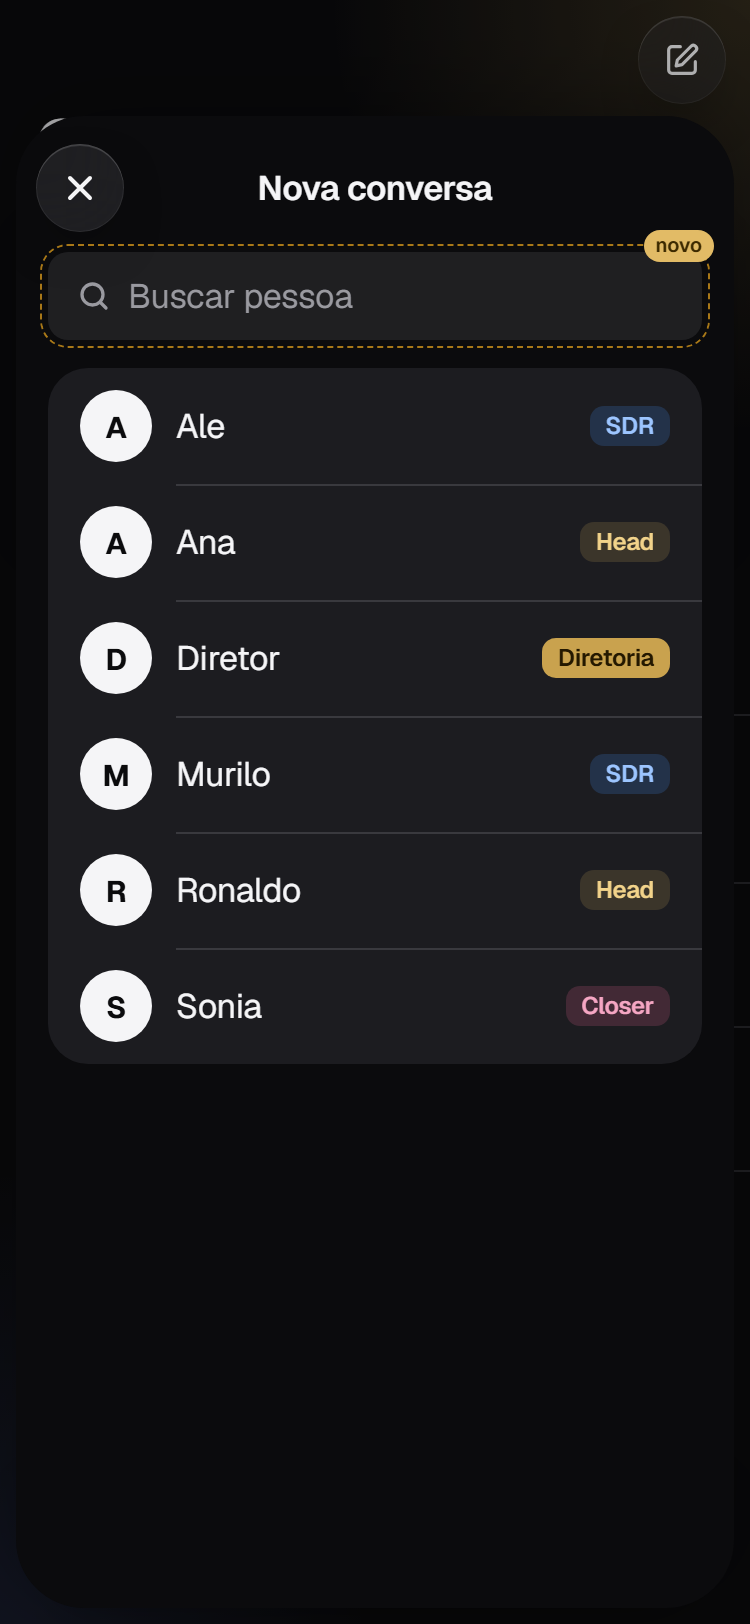 Nova conversa
novo
Buscar pessoa
A Ale SDR
A Ana Head
D Diretor Diretoria
M Murilo SDR
R Ronaldo Head
S Sonia Closer